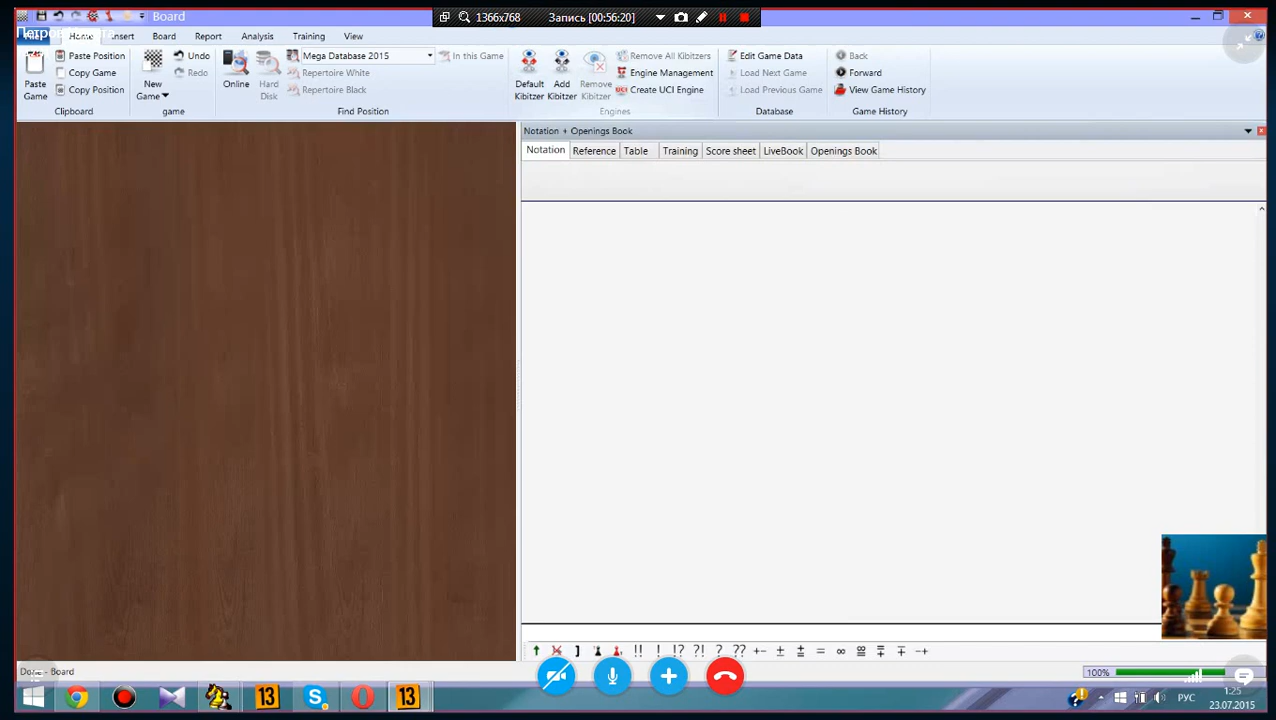 1366x768 Запись [00:56:20]
Board
Home Insert Board Report Analysis Training View
Paste Game
Paste Position
Copy Game
Copy Position
Clipboard
New Game
Undo
Redo
game
Online
Hard Disk
Mega Database 2015
Repertoire White
Repertoire Black
In this Game
Find Position
Default Kibitzer
Add Kibitzer
Remove Kibitzer
Remove All Kibitzers
Engine Management
UCI Create UCI Engine
Engines
Edit Game Data
Load Next Game
Load Previous Game
Database
Back
Forward
View Game History
Game History
Notation + Openings Book
Notation Reference Table Training Score sheet LiveBook Openings Book
] !! ! !? ?! ? ?? +- ± ⩲ = ∞ ⩱ ∓ -+
Done - Board
100%
13 13
РУС
1:25
23.07.2015